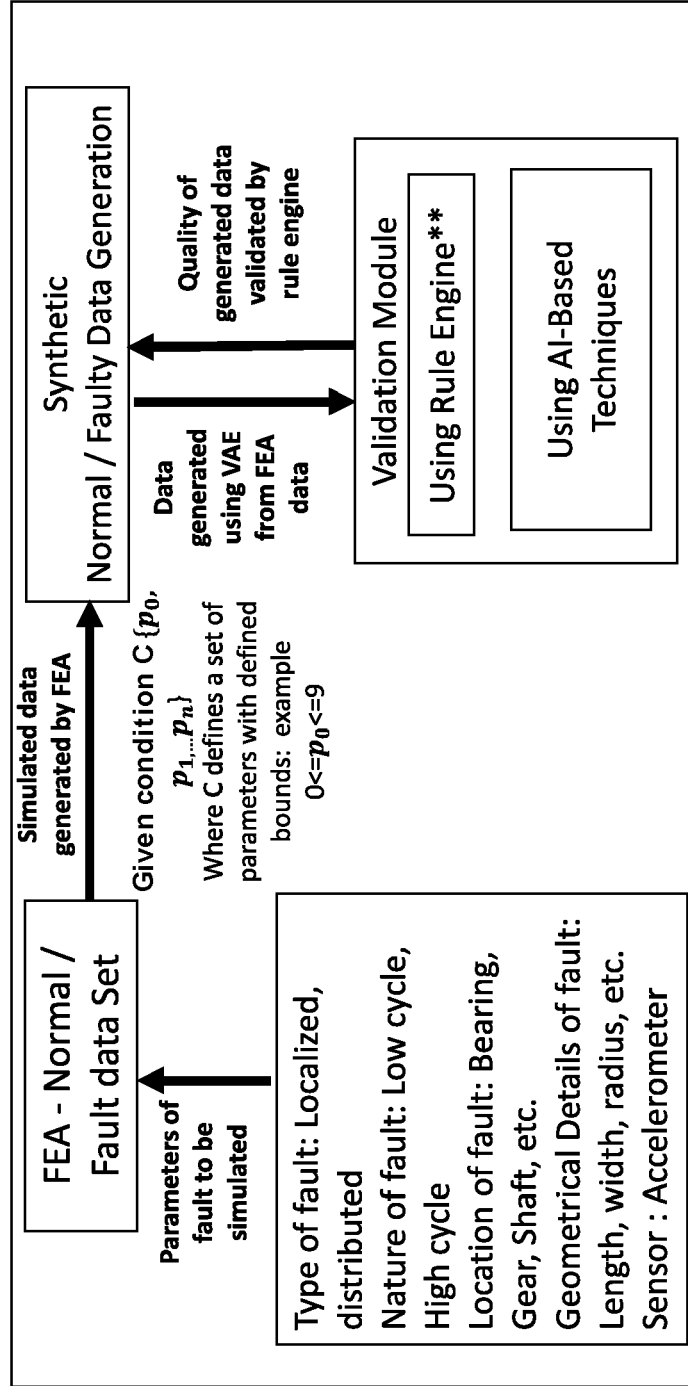 FEA - Normal /
Fault data Set
Simulated data
generated by FEA
Synthetic
Normal / Faulty Data Generation
Parameters of
fault to be
simulated
Given condition C{p₀,
p₁,...pₙ}
Where C defines a set of
parameters with defined
bounds: example
0<=p₀<=9
Data
generated
using VAE
from FEA
data
Quality of
generated data
validated by
rule engine
Type of fault: Localized,
distributed
Nature of fault: Low cycle,
High cycle
Location of fault: Bearing,
Gear, Shaft, etc.
Geometrical Details of fault:
Length, width, radius, etc.
Sensor : Accelerometer
Validation Module
Using Rule Engine**
Using AI-Based
Techniques